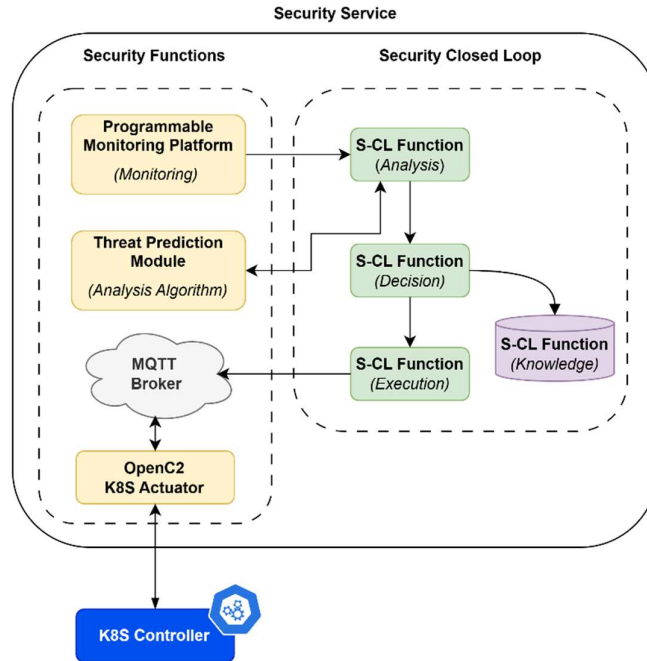 Security Service
Security Functions
Security Closed Loop
Programmable
Monitoring Platform
(Monitoring)
S-CL Function
(Analysis)
Threat Prediction
Module
(Analysis Algorithm)
S-CL Function
(Decision)
MQTT
Broker
S-CL Function
(Execution)
S-CL Function
(Knowledge)
OpenC2
K8S Actuator
K8S Controller